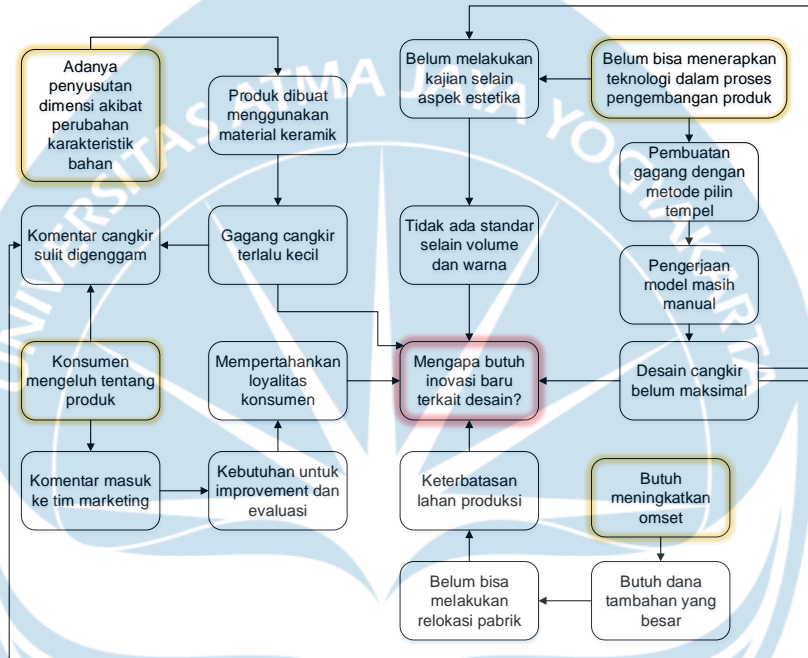 Adanya
penyusutan
dimensi akibat
perubahan
karakteristik
bahan
Produk dibuat
menggunakan
material keramik
Belum melakukan
kajian selain
aspek estetika
Belum bisa menerapkan
teknologi dalam proses
pengembangan produk
Pembuatan
gagang dengan
metode pilin
tempel
Komentar cangkir
sulit digenggam
Gagang cangkir
terlalu kecil
Tidak ada standar
selain volume
dan warna
Pengerjaan
model masih
manual
Konsumen
mengeluh tentang
produk
Mempertahankan
loyalitas
konsumen
Mengapa butuh
inovasi baru
terkait desain?
Desain cangkir
belum maksimal
Komentar masuk
ke tim marketing
Kebutuhan untuk
improvement dan
evaluasi
Keterbatasan
lahan produksi
Butuh
meningkatkan
omset
Belum bisa
melakukan
relokasi pabrik
Butuh dana
tambahan yang
besar
UNIVERSITAS ATMA JAYA YOGYAKARTA